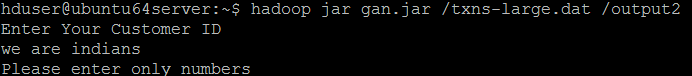 hduser@ubuntu64server:~$ hadoop jar gan.jar /txns-large.dat /output2
Enter Your Customer ID
we are indians
Please enter only numbers